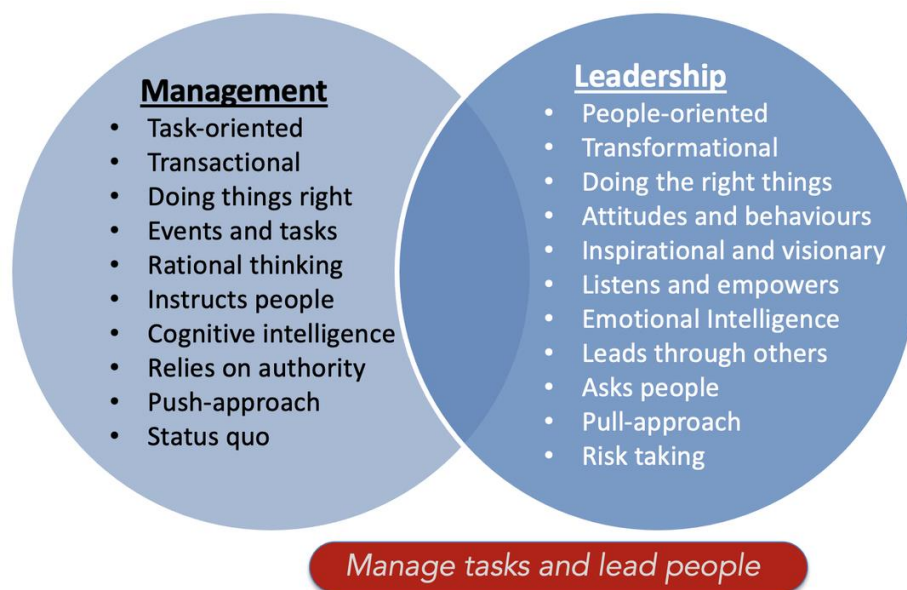 Management
• Task-oriented
• Transactional
• Doing things right
• Events and tasks
• Rational thinking
• Instructs people
• Cognitive intelligence
• Relies on authority
• Push-approach
• Status quo
Leadership
• People-oriented
• Transformational
• Doing the right things
• Attitudes and behaviours
• Inspirational and visionary
• Listens and empowers
• Emotional Intelligence
• Leads through others
• Asks people
• Pull-approach
• Risk taking
Manage tasks and lead people